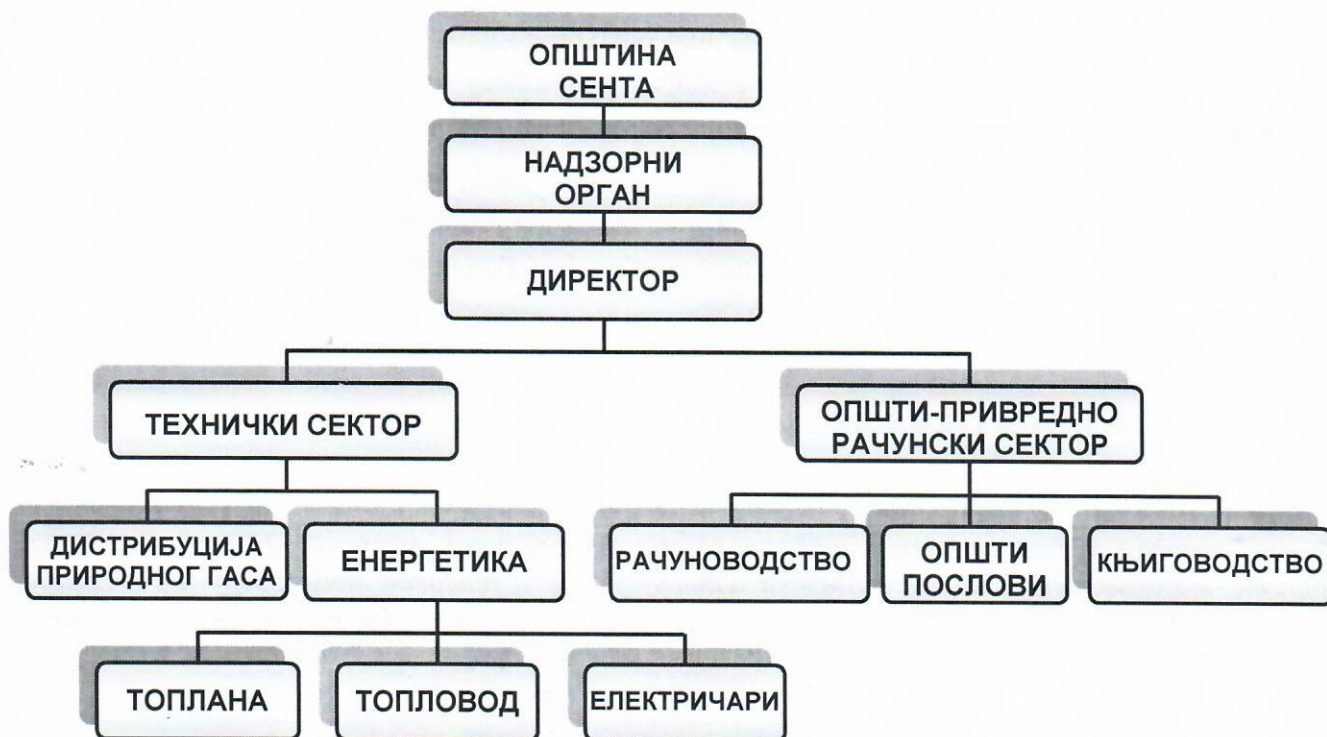 ОПШТИНА
СЕНТА
НАДЗОРНИ
ОРГАН
ДИРЕКТОР
ТЕХНИЧКИ СЕКТОР
ОПШТИ-ПРИВРЕДНО
РАЧУНСКИ СЕКТОР
ДИСТРИБУЦИЈА
ПРИРОДНОГ ГАСА
ЕНЕРГЕТИКА
РАЧУНОВОДСТВО
ОПШТИ
ПОСЛОВИ
КЊИГОВОДСТВО
ТОПЛАНА
ТОПЛОВОД
ЕЛЕКТРИЧАРИ